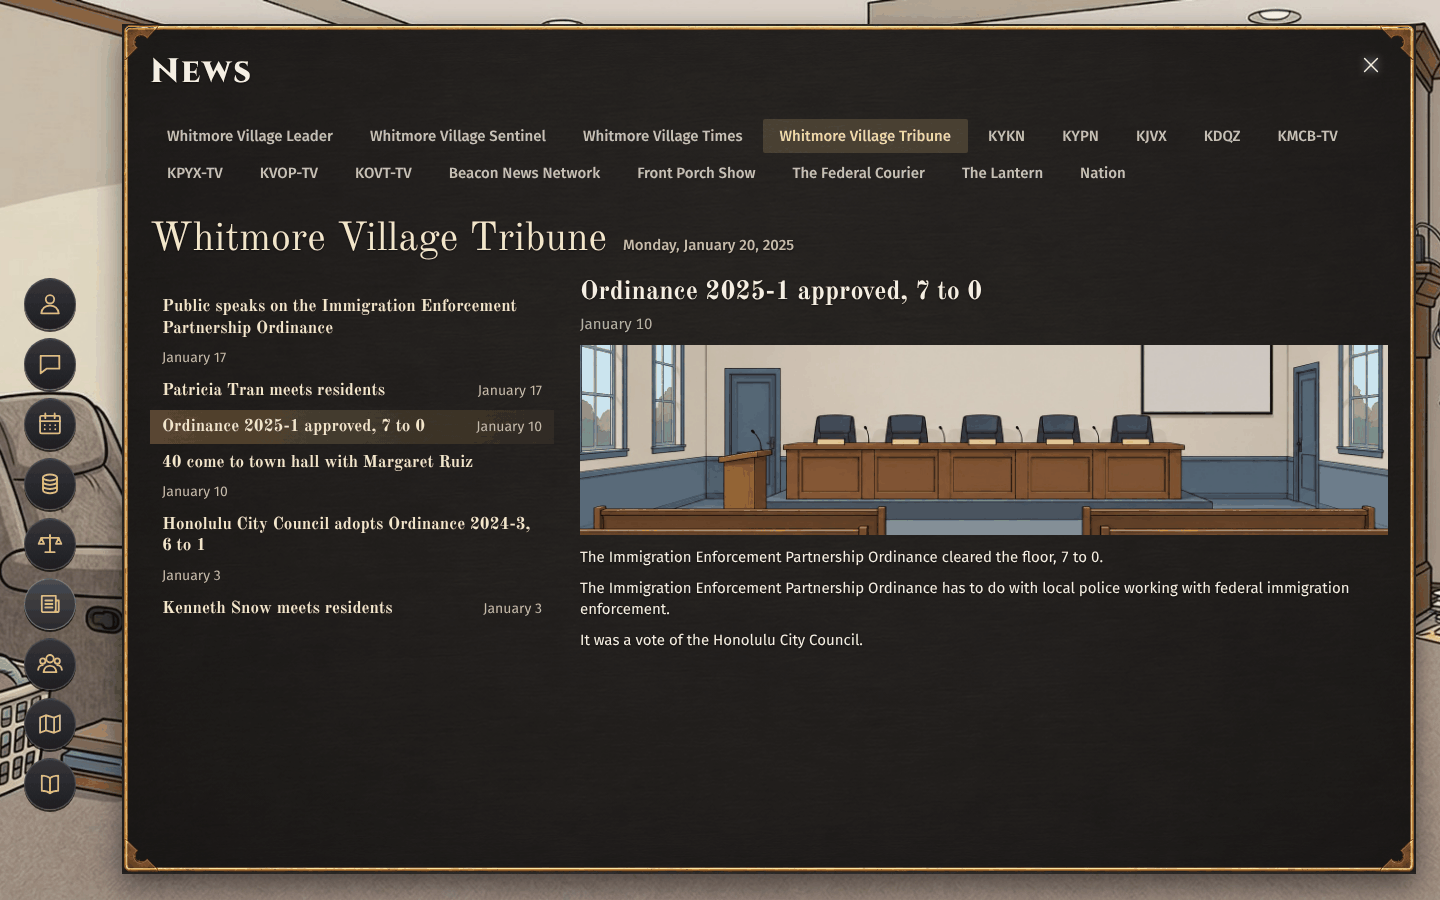 News
Whitmore Village Leader
Whitmore Village Sentinel
Whitmore Village Times
Whitmore Village Tribune
KYKN
KYPN
KJVX
KDQZ
KMCB-TV
KPYX-TV
KVOP-TV
KOVT-TV
Beacon News Network
Front Porch Show
The Federal Courier
The Lantern
Nation
Whitmore Village Tribune
Monday, January 20, 2025
Public speaks on the Immigration Enforcement
Partnership Ordinance
January 17
Patricia Tran meets residents
January 17
Ordinance 2025-1 approved, 7 to 0
January 10
40 come to town hall with Margaret Ruiz
January 10
Honolulu City Council adopts Ordinance 2024-3,
6 to 1
January 3
Kenneth Snow meets residents
January 3
Ordinance 2025-1 approved, 7 to 0
January 10
The Immigration Enforcement Partnership Ordinance cleared the floor, 7 to 0.
The Immigration Enforcement Partnership Ordinance has to do with local police working with federal immigration
enforcement.
It was a vote of the Honolulu City Council.